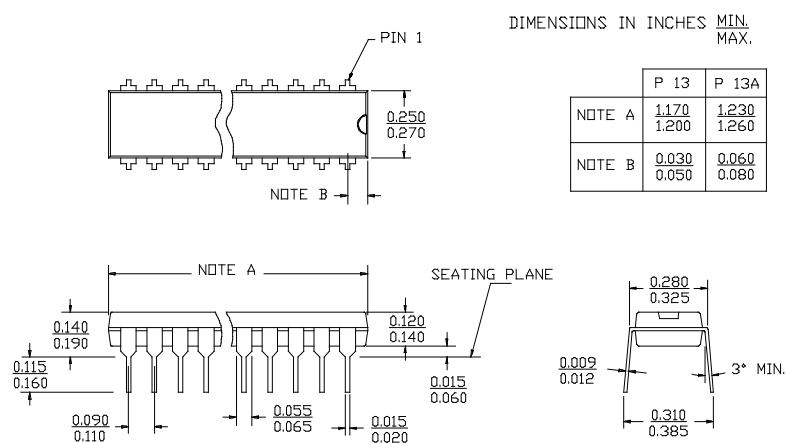 DIMENSIONS IN INCHES MIN.
MAX.
PIN 1
P 13 P 13A
NOTE A 1.170 1.230
1.200 1.260
NOTE B 0.030 0.060
0.050 0.080
0.250
0.270
NOTE B
NOTE A
SEATING PLANE
0.280
0.325
0.140
0.190
0.120
0.140
0.115
0.160
0.015
0.060
0.009
0.012
3° MIN.
0.090
0.110
0.055
0.065
0.015
0.020
0.310
0.385